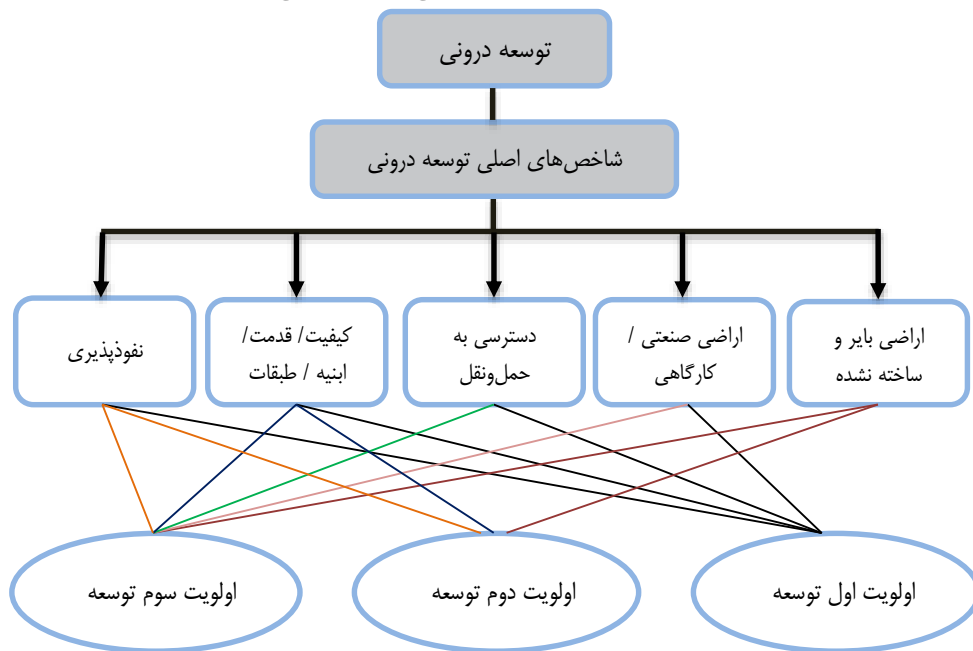 توسعه درونی
شاخص‌های اصلی توسعه درونی
اراضی بایر و
ساخته نشده
اراضی صنعتی /
کارگاهی
دسترسی به
حمل‌ونقل
کیفیت/ قدمت/
ابنیه / طبقات
نفوذپذیری
اولویت اول توسعه
اولویت دوم توسعه
اولویت سوم توسعه